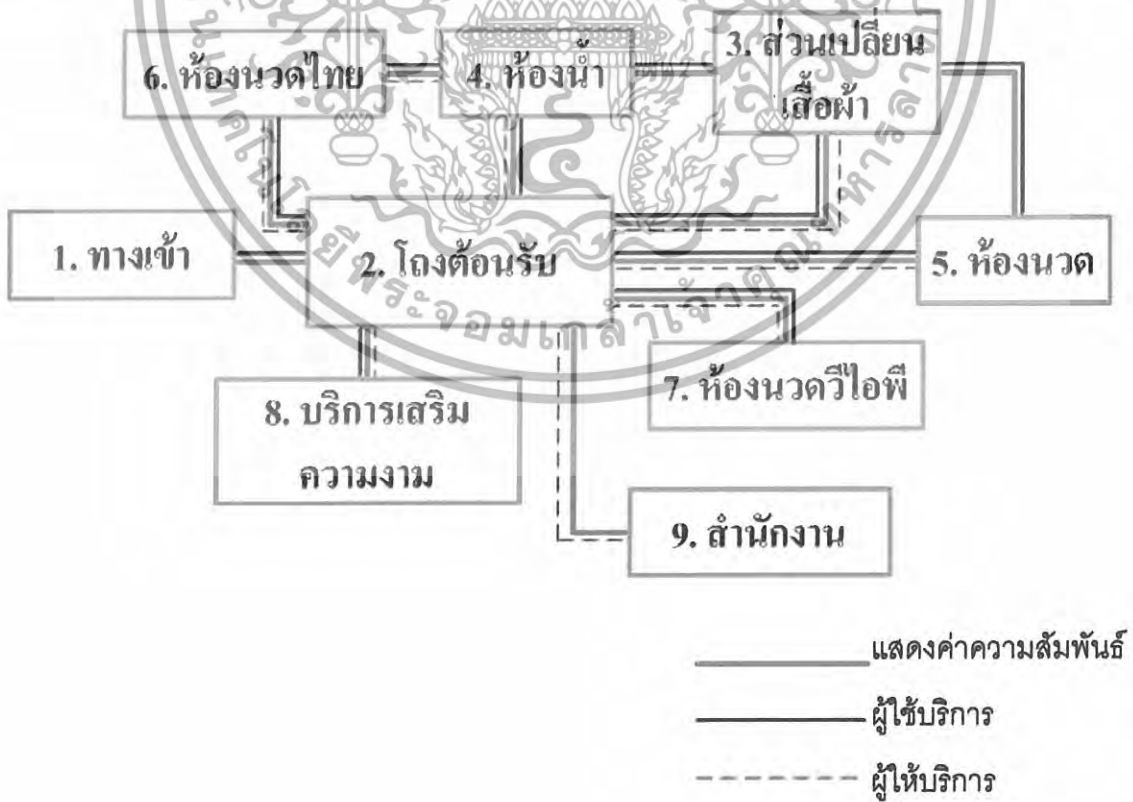 3. ส่วนเปลี่ยน
เสื้อผ้า
6. ห้องนวดไทย
4. ห้องน้ำ
1. ทางเข้า
2. โถงต้อนรับ
5. ห้องนวด
7. ห้องนวดวีไอพี
8. บริการเสริม
ความงาม
9. สำนักงาน
แสดงค่าความสัมพันธ์
ผู้ใช้บริการ
ผู้ให้บริการ